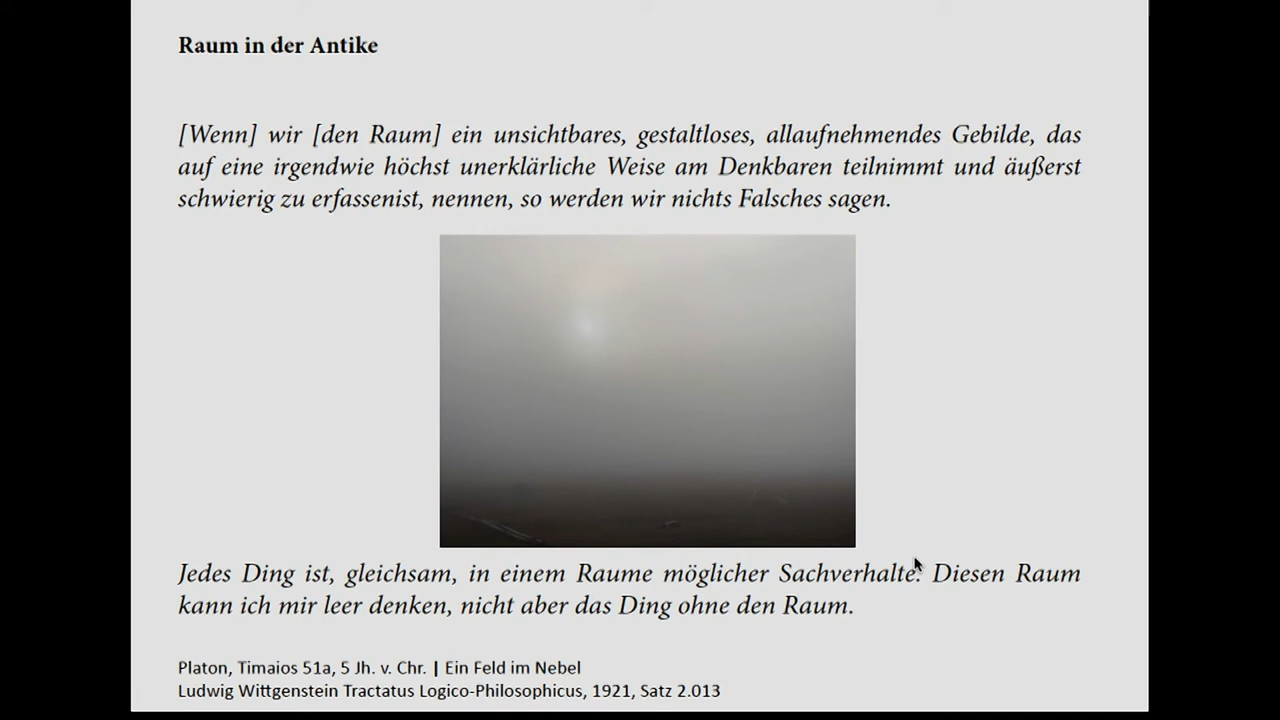 Raum in der Antike
[Wenn] wir [den Raum] ein unsichtbares, gestaltloses, allaufnehmendes Gebilde, das
auf eine irgendwie höchst unerklärliche Weise am Denkbaren teilnimmt und äußerst
schwierig zu erfassenist, nennen, so werden wir nichts Falsches sagen.
Jedes Ding ist, gleichsam, in einem Raume möglicher Sachverhalte. Diesen Raum
kann ich mir leer denken, nicht aber das Ding ohne den Raum.
Platon, Timaios 51a, 5 Jh. v. Chr. | Ein Feld im Nebel
Ludwig Wittgenstein Tractatus Logico-Philosophicus, 1921, Satz 2.013